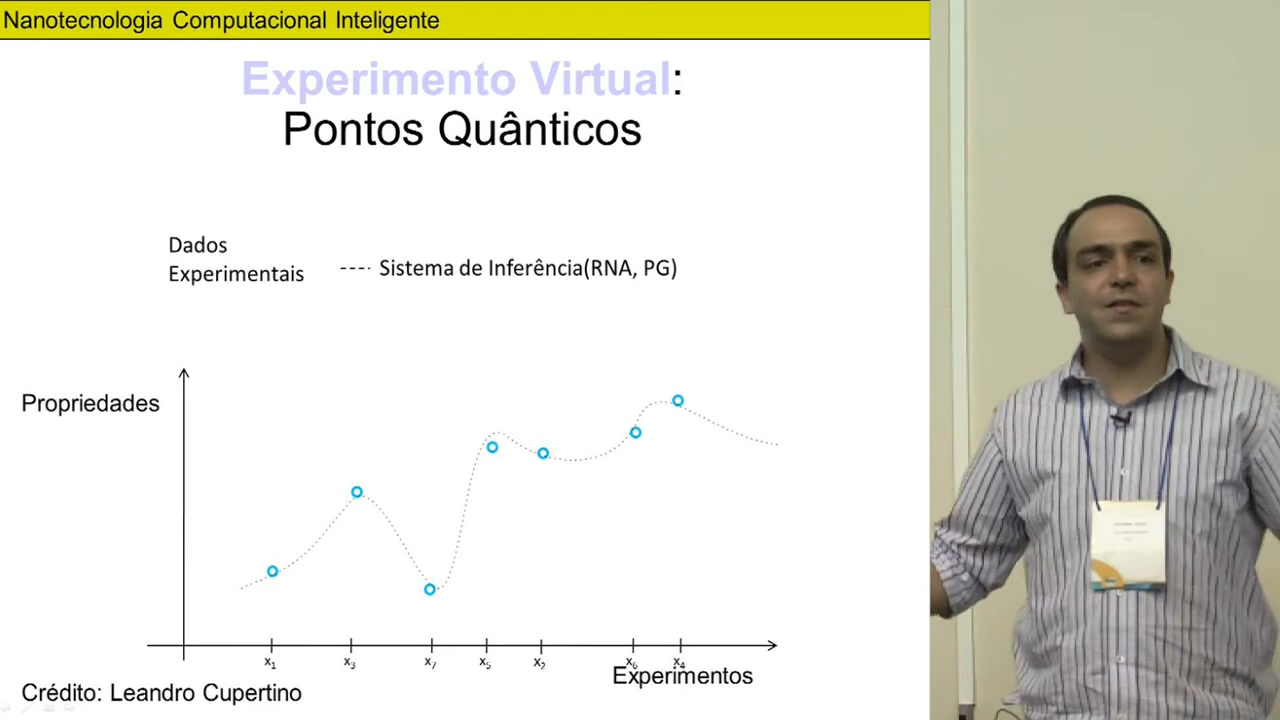 Nanotecnologia Computacional Inteligente
Experimento Virtual:
Pontos Quânticos
Dados
Experimentais
---- Sistema de Inferência(RNA, PG)
Propriedades
x₁ x₃ x₇ x₅ x₂ x₆ x₄
Experimentos
Crédito: Leandro Cupertino